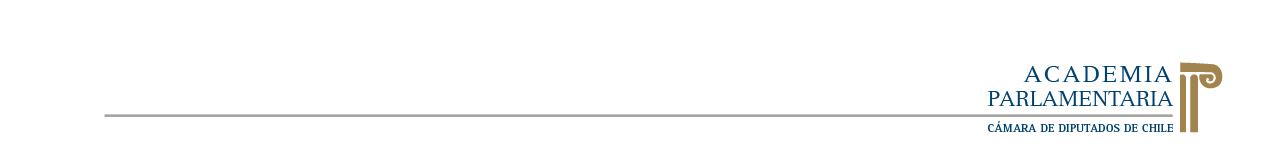 ACADEMIA
PARLAMENTARIA
CÁMARA DE DIPUTADOS DE CHILE